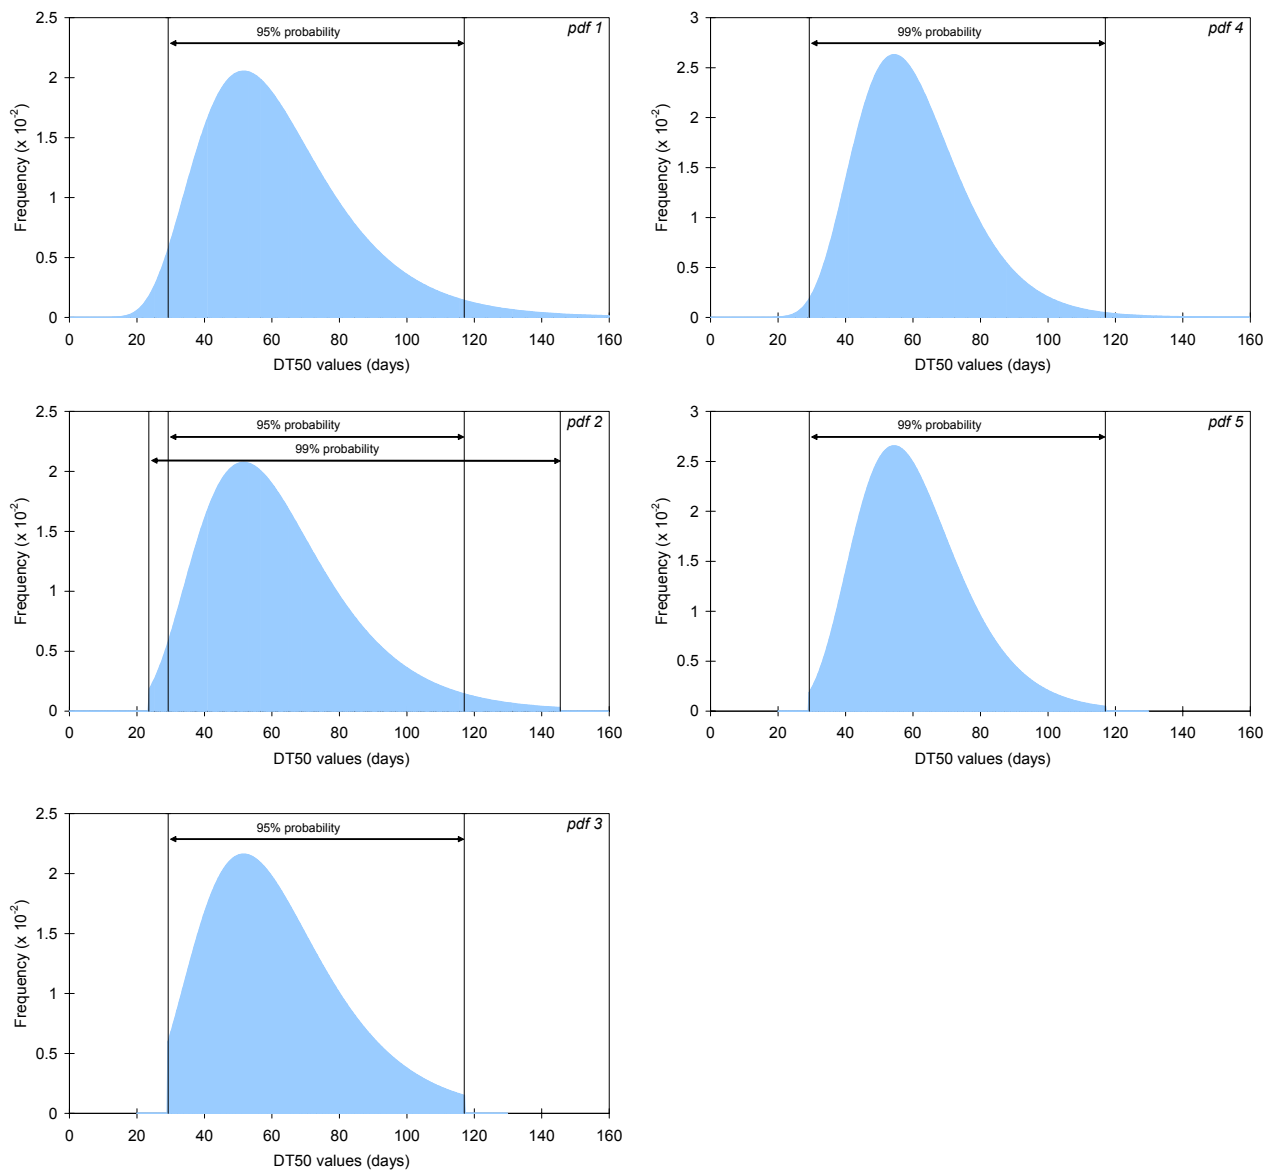 pdf 1
95% probability
2.5
2
1.5
1
0.5
0
Frequency (x 10-2)
0 20 40 60 80 100 120 140 160
DT50 values (days)
pdf 4
99% probability
3
2.5
2
1.5
1
0.5
0
Frequency (x 10-2)
0 20 40 60 80 100 120 140 160
DT50 values (days)
pdf 2
95% probability
99% probability
2.5
2
1.5
1
0.5
0
Frequency (x 10-2)
0 20 40 60 80 100 120 140 160
DT50 values (days)
pdf 5
99% probability
3
2.5
2
1.5
1
0.5
0
Frequency (x 10-2)
0 20 40 60 80 100 120 140 160
DT50 values (days)
pdf 3
95% probability
2.5
2
1.5
1
0.5
0
Frequency (x 10-2)
0 20 40 60 80 100 120 140 160
DT50 values (days)